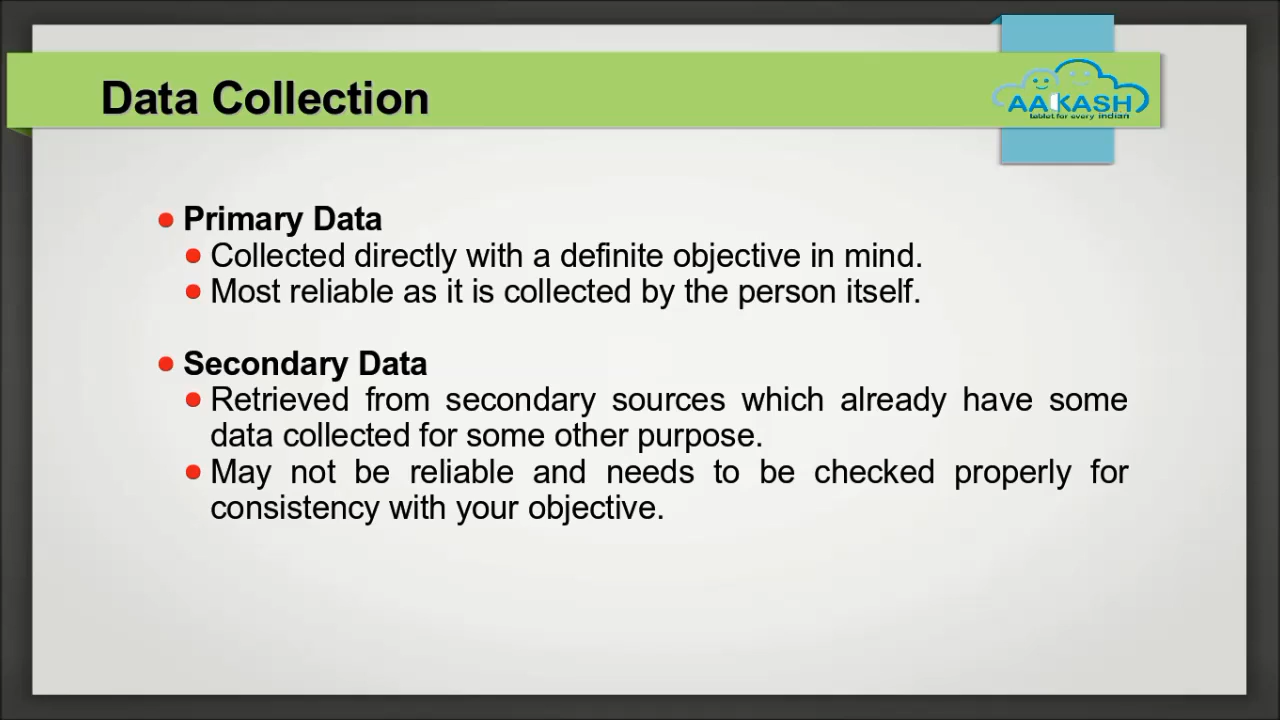 Data Collection
AAKASH
tablet for every indian
Primary Data
Collected directly with a definite objective in mind.
Most reliable as it is collected by the person itself.
Secondary Data
Retrieved from secondary sources which already have some
data collected for some other purpose.
May not be reliable and needs to be checked properly for
consistency with your objective.